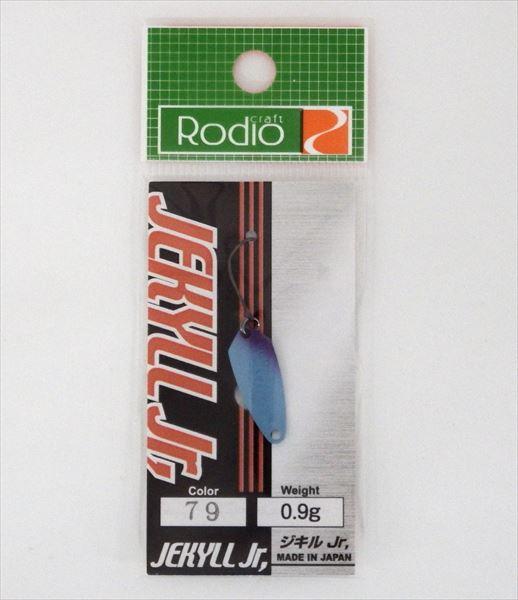 craft
Rodio
JEKYLL Jr,
Color
79
Weight
0.9g
JEKYLL Jr,
ジキル Jr,
MADE IN JAPAN